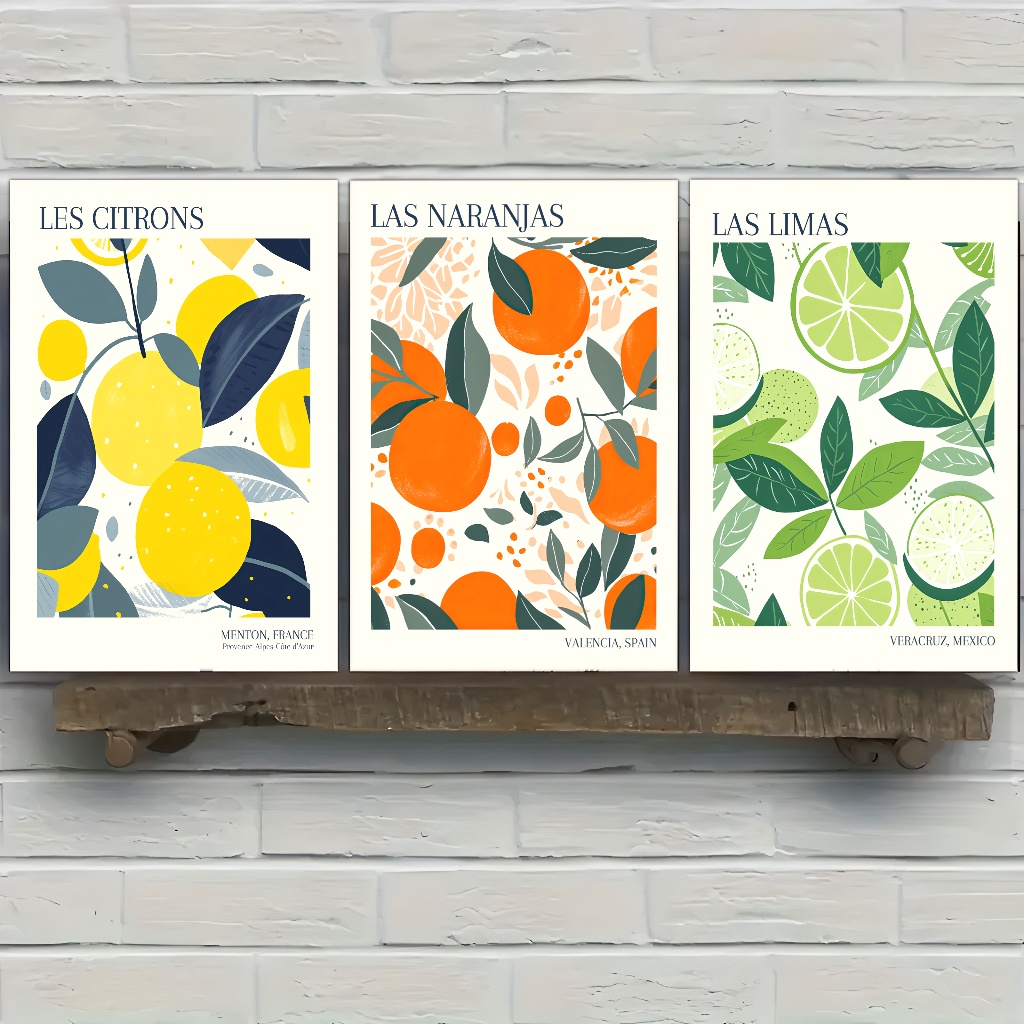 LES CITRONS
MENTON, FRANCE
Provence-Alpes-Côte d'Azur
LAS NARANJAS
VALENCIA, SPAIN
LAS LIMAS
VERACRUZ, MEXICO